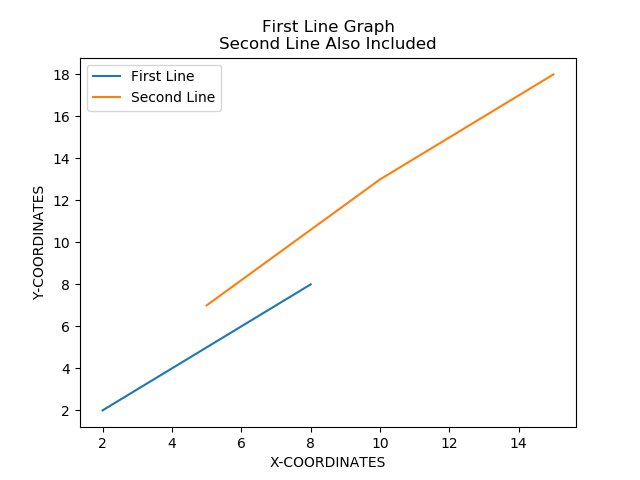 First Line Graph
Second Line Also Included
First Line
Second Line
18
16
14
12
10
8
6
4
2
Y-COORDINATES
2 4 6 8 10 12 14
X-COORDINATES